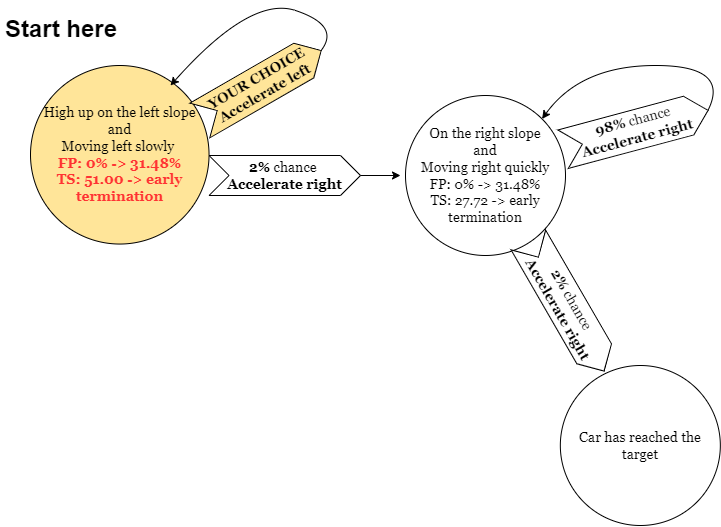 Start here
YOUR CHOICE
Accelerate left
High up on the left slope
and
Moving left slowly
FP: 0% -> 31.48%
TS: 51.00 -> early
termination
2% chance
Accelerate right
On the right slope
and
Moving right quickly
FP: 0% -> 31.48%
TS: 27.72 -> early
termination
98% chance
Accelerate right
2% chance
Accelerate right
Car has reached the
target